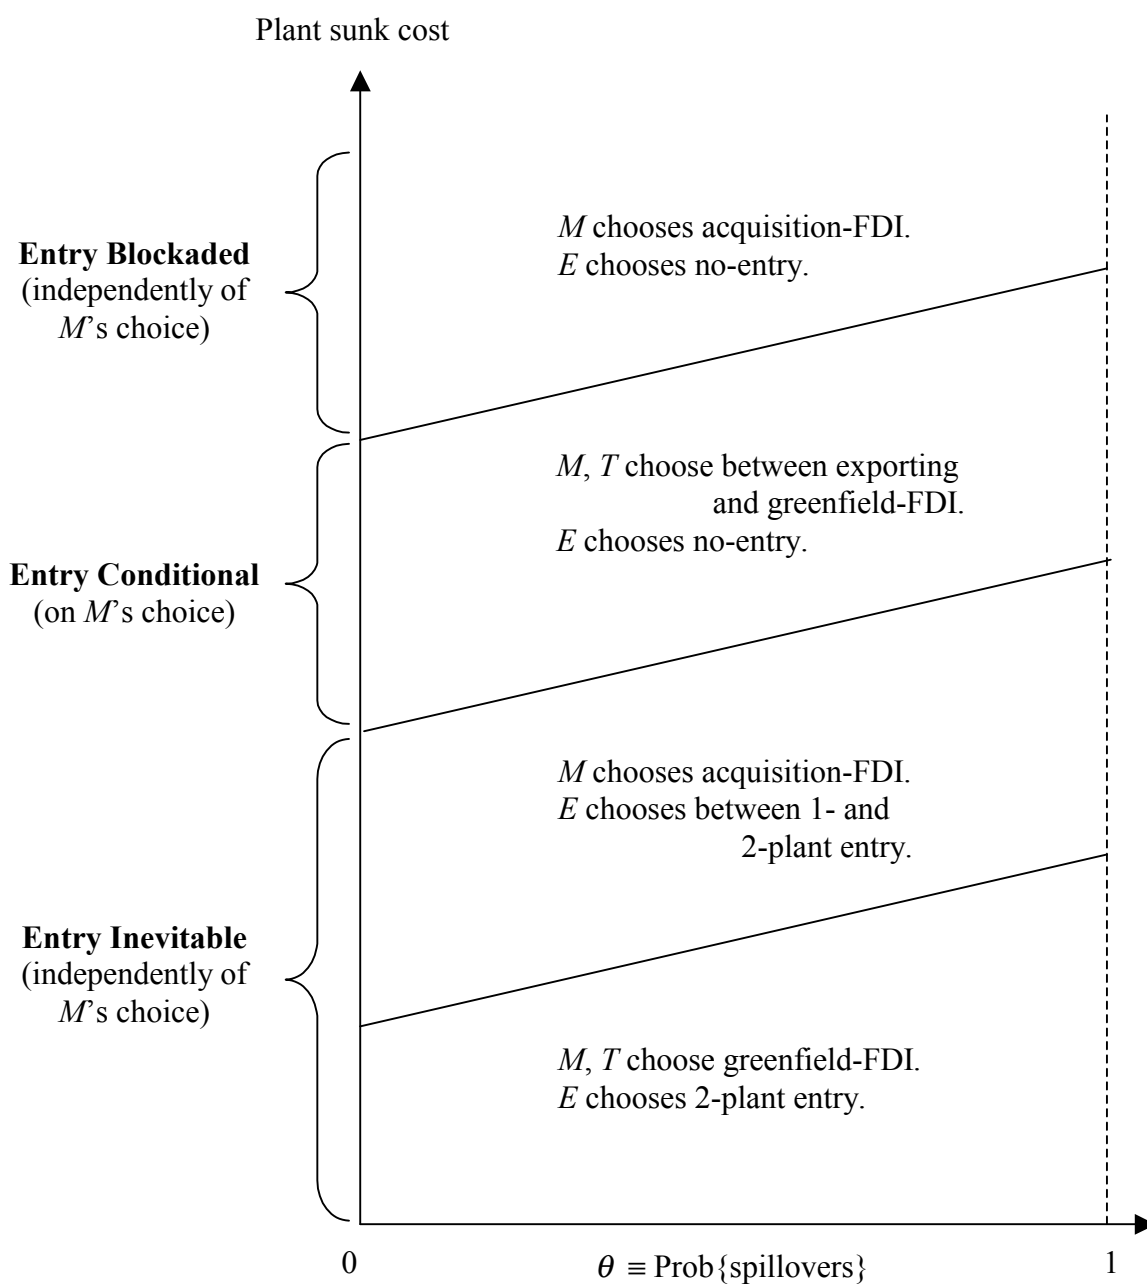 Plant sunk cost
M chooses acquisition-FDI.
E chooses no-entry.
Entry Blockaded
(independently of
M’s choice)
M, T choose between exporting
and greenfield-FDI.
E chooses no-entry.
Entry Conditional
(on M’s choice)
M chooses acquisition-FDI.
E chooses between 1- and
2-plant entry.
Entry Inevitable
(independently of
M’s choice)
M, T choose greenfield-FDI.
E chooses 2-plant entry.
0
θ ≡ Prob{spillovers}
1